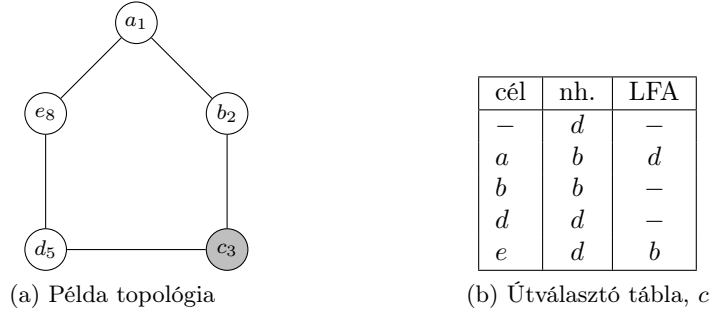 a₁
e₈
b₂
d₅
c₃
(a) Példa topológia
cél nh. LFA
– d –
a b d
b b –
d d –
e d b
(b) Útválasztó tábla, c